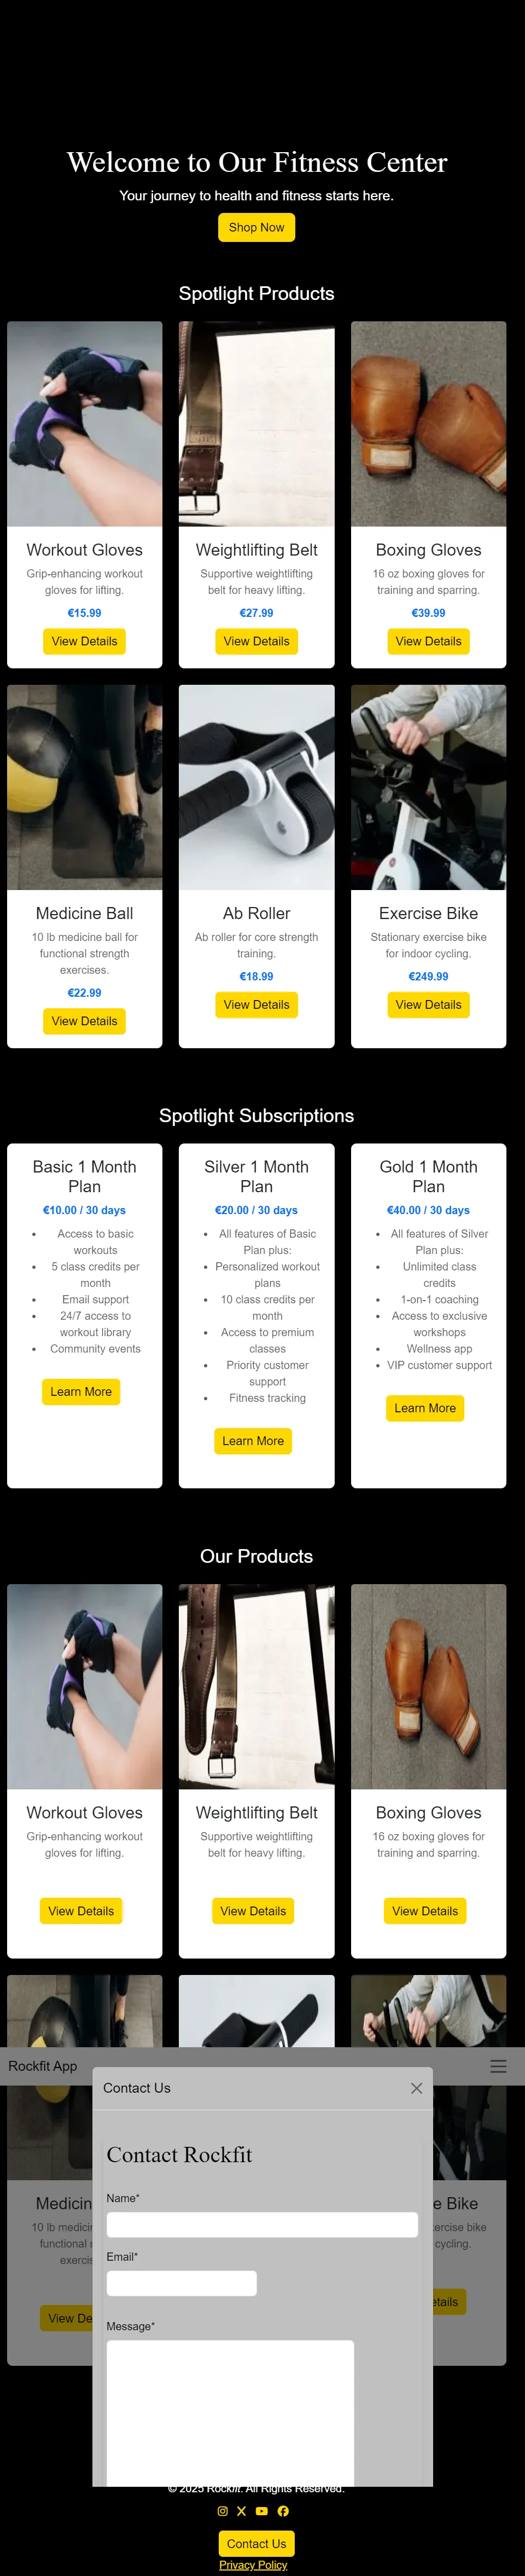 Welcome to Our Fitness Center
Your journey to health and fitness starts here.
Shop Now
Spotlight Products
Workout Gloves
Grip-enhancing workout
gloves for lifting.
€15.99
View Details
Weightlifting Belt
Supportive weightlifting
belt for heavy lifting.
€27.99
View Details
Boxing Gloves
16 oz boxing gloves for
training and sparring.
€39.99
View Details
Medicine Ball
10 lb medicine ball for
functional strength
exercises.
€22.99
View Details
Ab Roller
Ab roller for core strength
training.
€18.99
View Details
Exercise Bike
Stationary exercise bike
for indoor cycling.
€249.99
View Details
Spotlight Subscriptions
Basic 1 Month
Plan
€10.00 / 30 days
• Access to basic
workouts
• 5 class credits per
month
• Email support
• 24/7 access to
workout library
• Community events
Learn More
Silver 1 Month
Plan
€20.00 / 30 days
• All features of Basic
Plan plus:
• Personalized workout
plans
• 10 class credits per
month
• Access to premium
classes
• Priority customer
support
• Fitness tracking
Learn More
Gold 1 Month
Plan
€40.00 / 30 days
• All features of Silver
Plan plus:
• Unlimited class
credits
• 1-on-1 coaching
• Access to exclusive
workshops
• Wellness app
• VIP customer support
Learn More
Our Products
Workout Gloves
Grip-enhancing workout
gloves for lifting.
View Details
Weightlifting Belt
Supportive weightlifting
belt for heavy lifting.
View Details
Boxing Gloves
16 oz boxing gloves for
training and sparring.
View Details
Rockfit App
Contact Us
Contact Rockfit
Name*
Email*
Message*
Medicin
10 lb medicin
functional s
exercis
View De
e Bike
xercise bike
cycling.
etails
© 2025 Rockfit. All Rights Reserved.
Contact Us
Privacy Policy